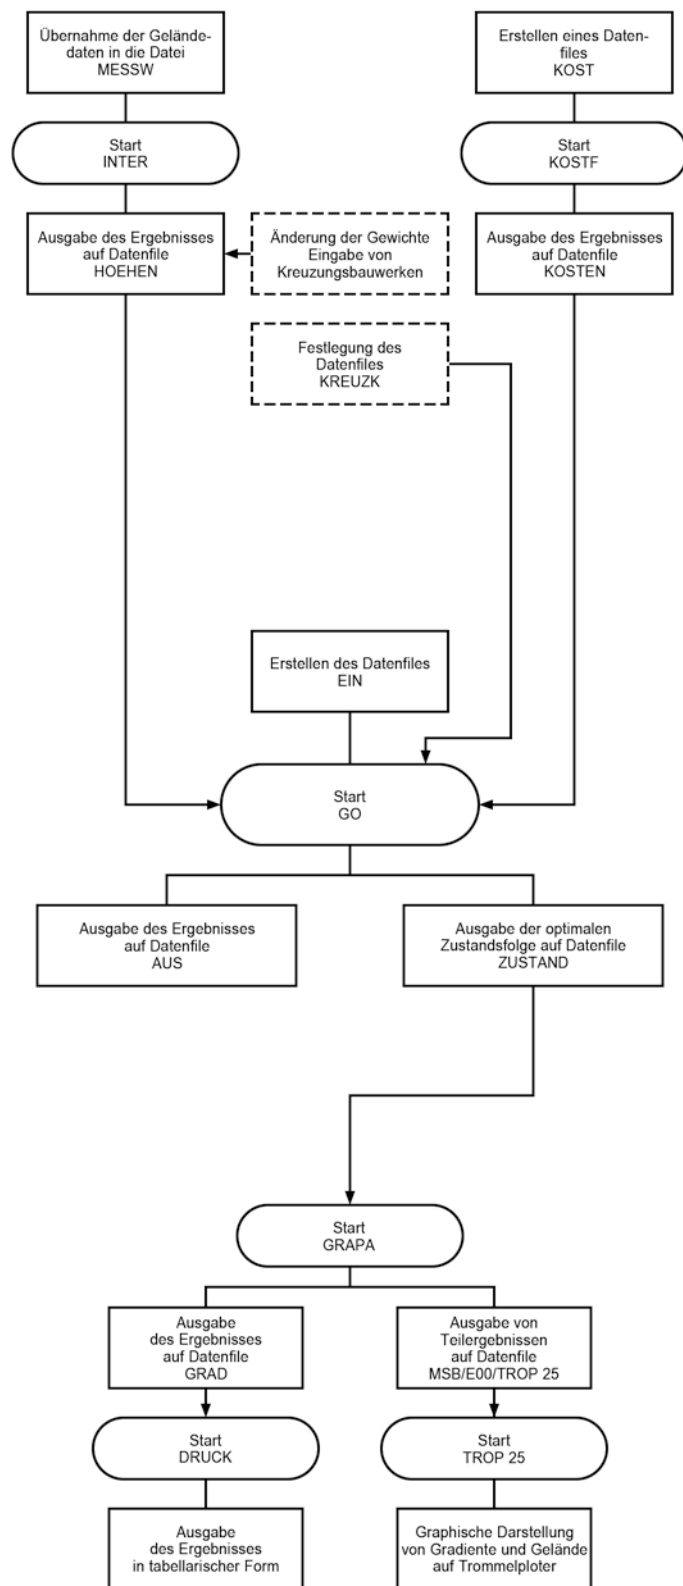 Übernahme der Gelände-
daten in die Datei
MESSW
Erstellen eines Daten-
files
KOST
Start
INTER
Start
KOSTF
Ausgabe des Ergebnisses
auf Datenfile
HOEHEN
Änderung der Gewichte
Eingabe von
Kreuzungsbauwerken
Ausgabe des Ergebnisses
auf Datenfile
KOSTEN
Festlegung des
Datenfiles
KREUZK
Erstellen des Datenfiles
EIN
Start
GO
Ausgabe des Ergebnisses
auf Datenfile
AUS
Ausgabe der optimalen
Zustandsfolge auf Datenfile
ZUSTAND
Start
GRAPA
Ausgabe
des Ergebnisses
auf Datenfile
GRAD
Ausgabe von
Teilergebnissen
auf Datenfile
MSB/E00/TROP 25
Start
DRUCK
Start
TROP 25
Ausgabe
des Ergebnisses
in tabellarischer Form
Graphische Darstellung
von Gradiente und Gelände
auf Trommelploter